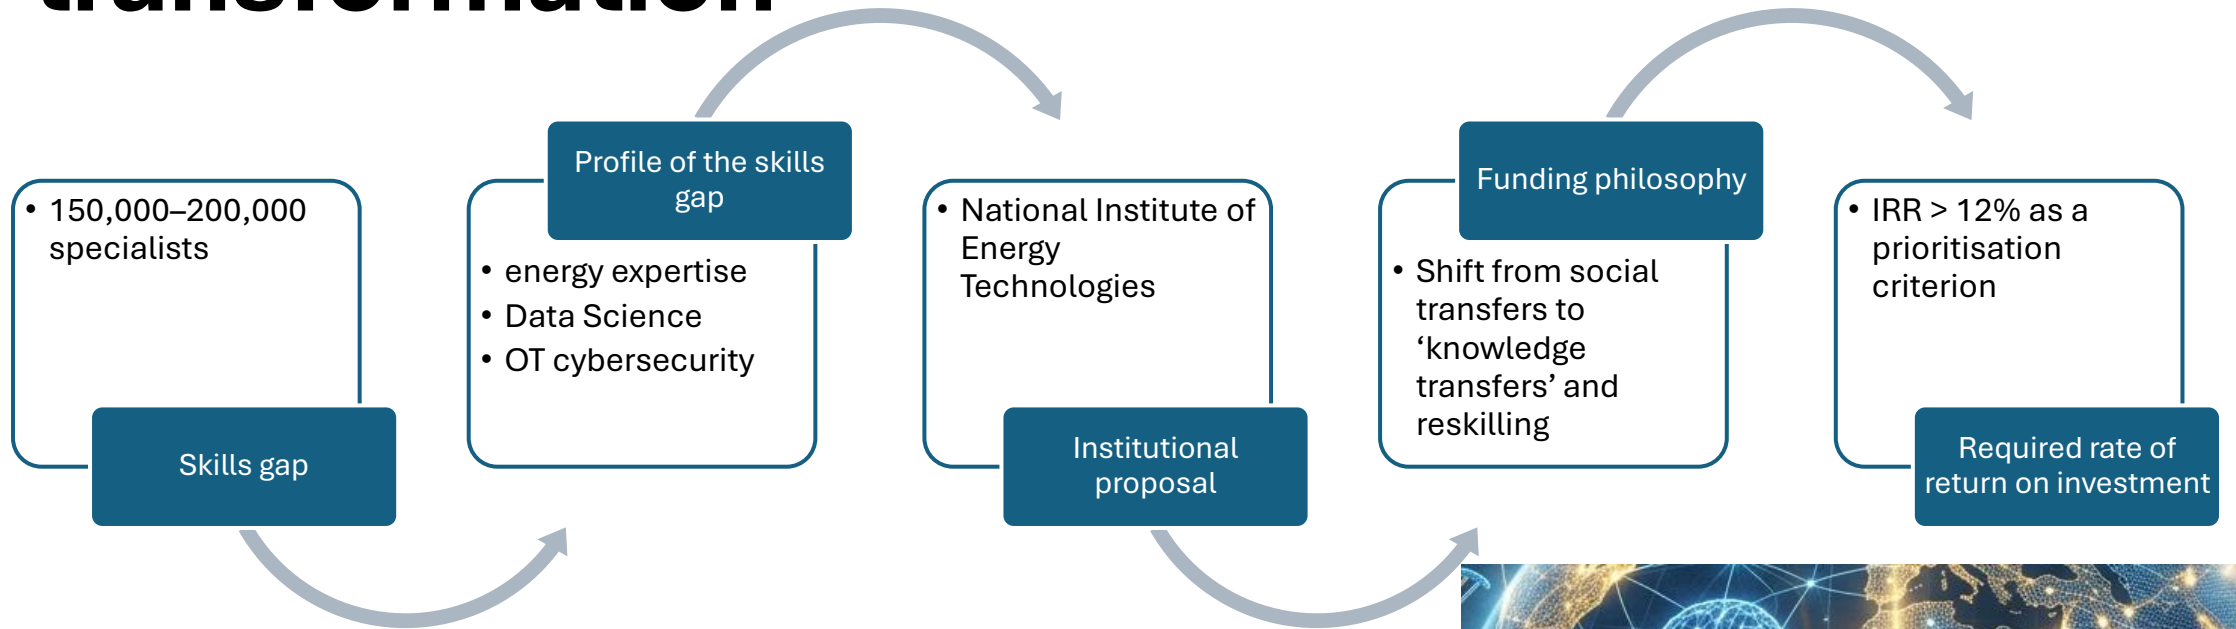 transformation
• 150,000–200,000
specialists
Skills gap
Profile of the skills
gap
• energy expertise
• Data Science
• OT cybersecurity
• National Institute of
Energy
Technologies
Institutional
proposal
Funding philosophy
• Shift from social
transfers to
‘knowledge
transfers’ and
reskilling
• IRR > 12% as a
prioritisation
criterion
Required rate of
return on investment